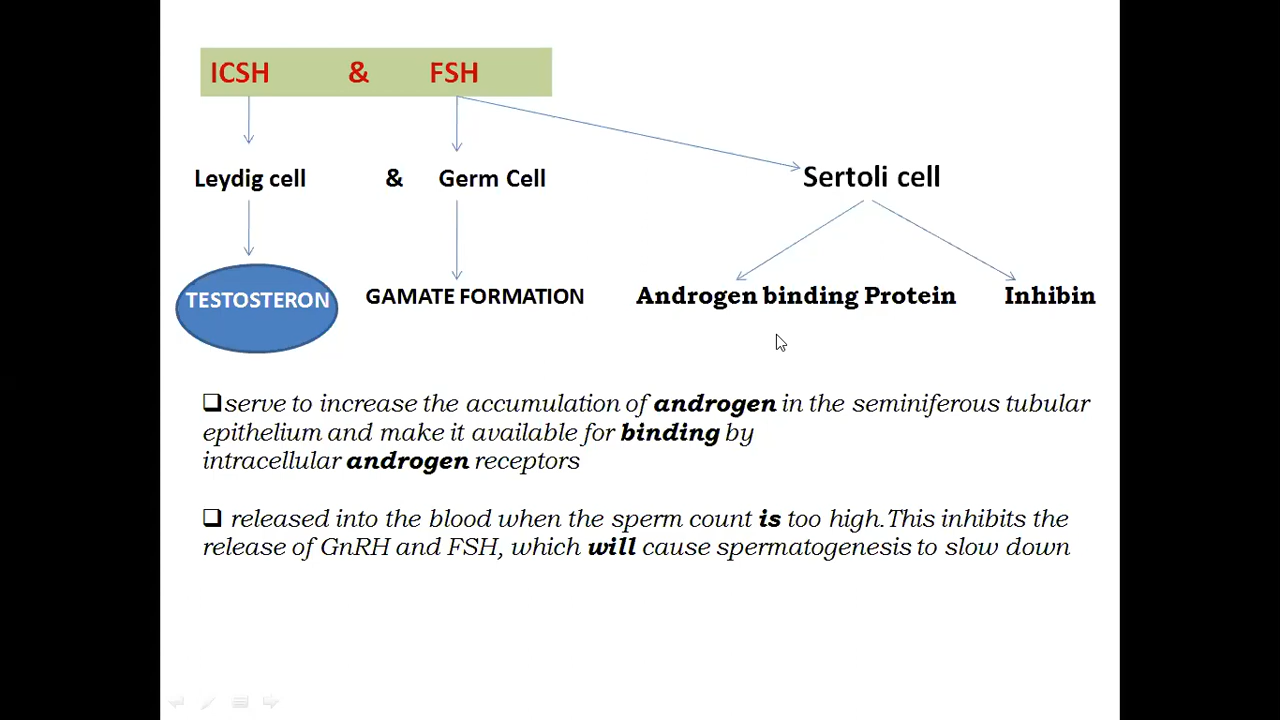 ICSH & FSH
Leydig cell & Germ Cell Sertoli cell
TESTOSTERON GAMATE FORMATION Androgen binding Protein Inhibin
❑serve to increase the accumulation of androgen in the seminiferous tubular
epithelium and make it available for binding by
intracellular androgen receptors
❑ released into the blood when the sperm count is too high.This inhibits the
release of GnRH and FSH, which will cause spermatogenesis to slow down